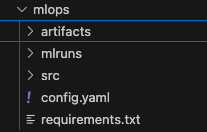 mlops
artifacts
mlruns
src
! config.yaml
requirements.txt